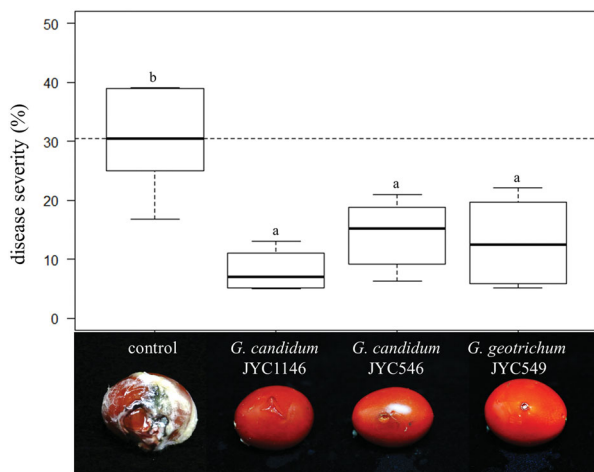 50
40
30
20
10
0
disease severity (%)
b
a
a
a
control
G. candidum
JYC1146
G. candidum
JYC546
G. geotrichum
JYC549